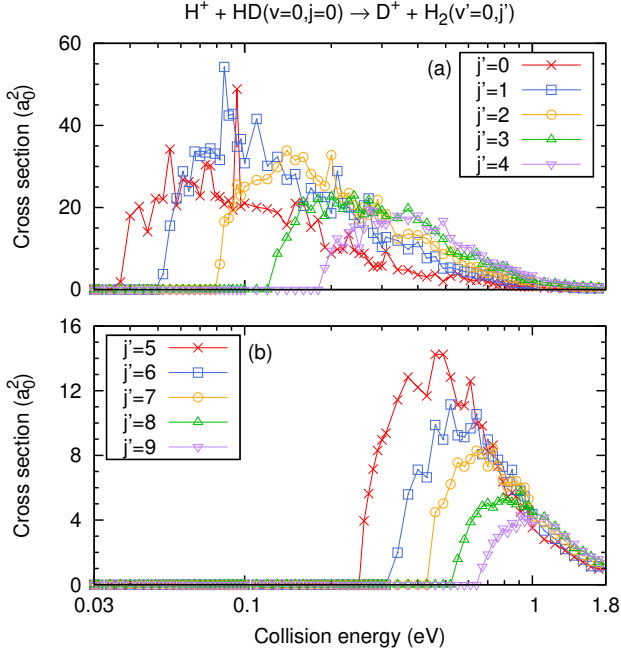 H⁺ + HD(v=0,j=0) → D⁺ + H₂(v'=0,j')
(a)
j'=0
j'=1
j'=2
j'=3
j'=4
60
40
20
0
Cross section (a₀²)
(b)
j'=5
j'=6
j'=7
j'=8
j'=9
16
12
8
4
0
Cross section (a₀²)
0.03 0.1 1 1.8
Collision energy (eV)